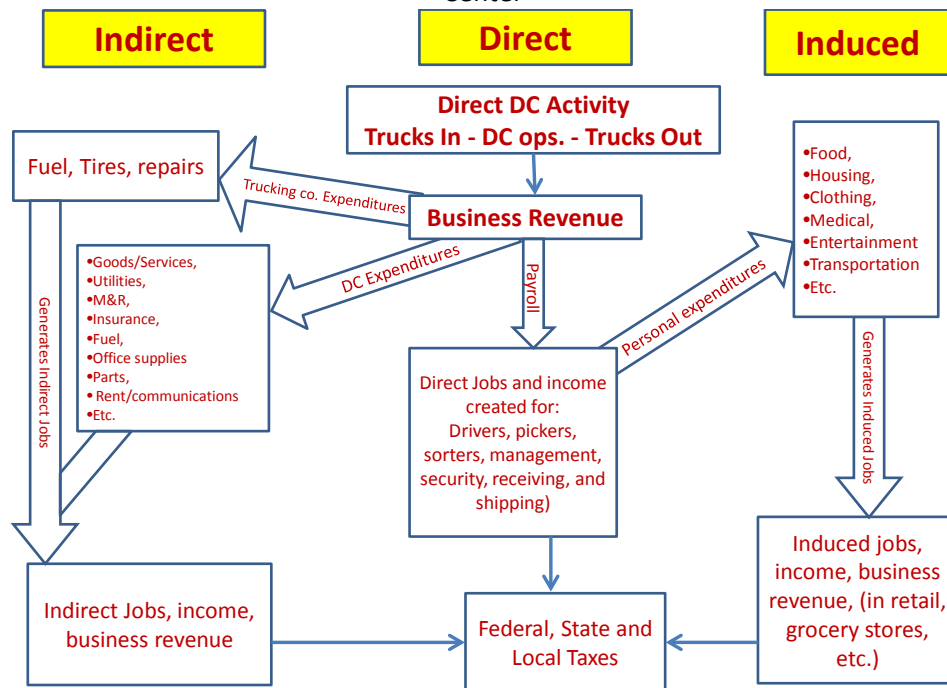 Center
Indirect
Direct
Induced
Direct DC Activity
Trucks In - DC ops. - Trucks Out
Fuel, Tires, repairs
Trucking co. Expenditures
Business Revenue
•Food,
•Housing,
•Clothing,
•Medical,
•Entertainment
•Transportation
•Etc.
DC Expenditures
Payroll
Personal expenditures
•Goods/Services,
•Utilities,
•M&R,
•Insurance,
•Fuel,
•Office supplies
•Parts,
• Rent/communications
•Etc.
Generates Indirect Jobs
Direct Jobs and income
created for:
Drivers, pickers,
sorters, management,
security, receiving, and
shipping)
Generates Induced Jobs
Indirect Jobs, income,
business revenue
Federal, State and
Local Taxes
Induced jobs,
income, business
revenue, (in retail,
grocery stores,
etc.)